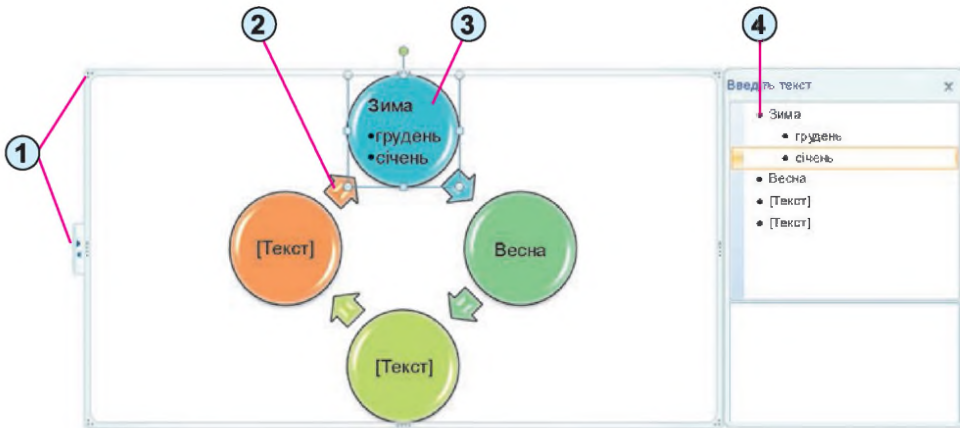 2
3
4
1
Зима
•грудень
•січень
[Текст]
Весна
[Текст]
Введіть текст
x
• Зима
• грудень
• січень
• Весна
• [Текст]
• [Текст]